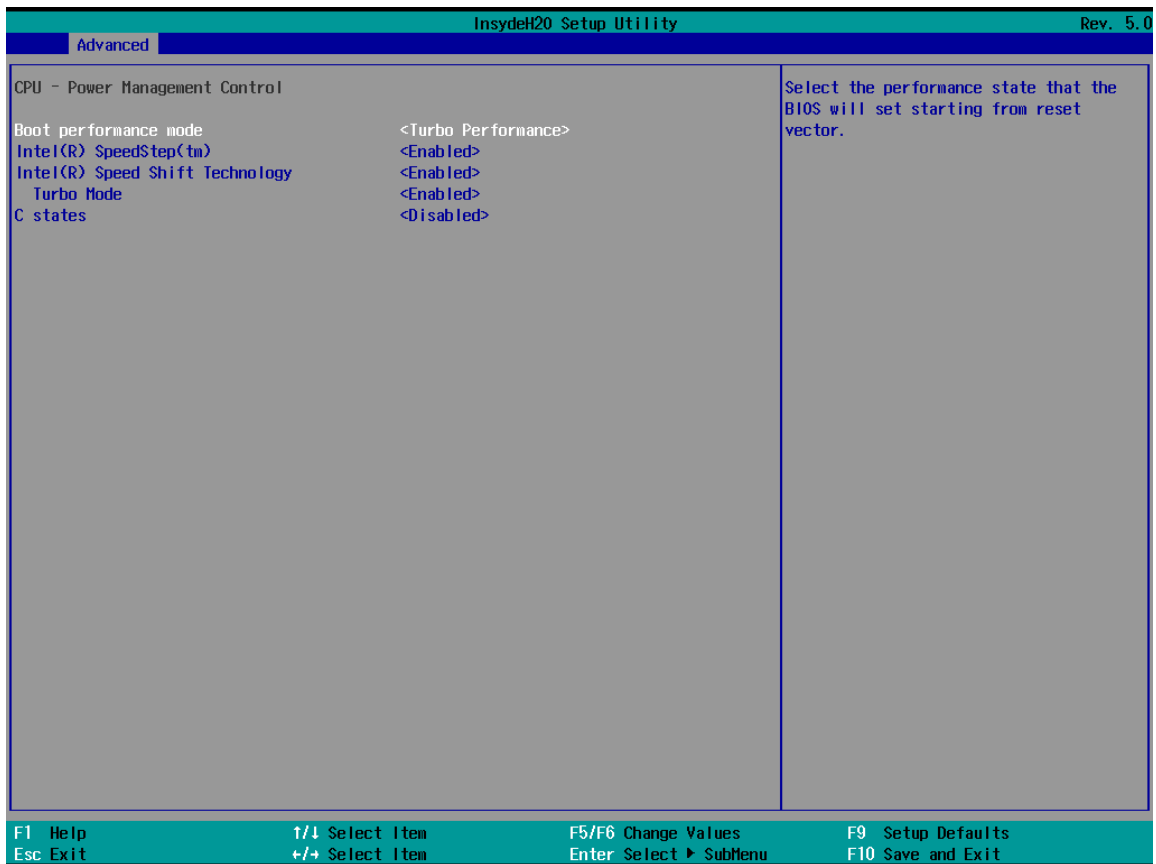 InsydeH20 Setup Utility Rev. 5.0
Advanced
CPU - Power Management Control
Boot performance mode <Turbo Performance>
Intel(R) SpeedStep(tm) <Enabled>
Intel(R) Speed Shift Technology <Enabled>
Turbo Mode <Enabled>
C states <Disabled>
Select the performance state that the
BIOS will set starting from reset
vector.
F1 Help ↑/↓ Select Item F5/F6 Change Values F9 Setup Defaults
Esc Exit ←/→ Select Item Enter Select ▶ SubMenu F10 Save and Exit